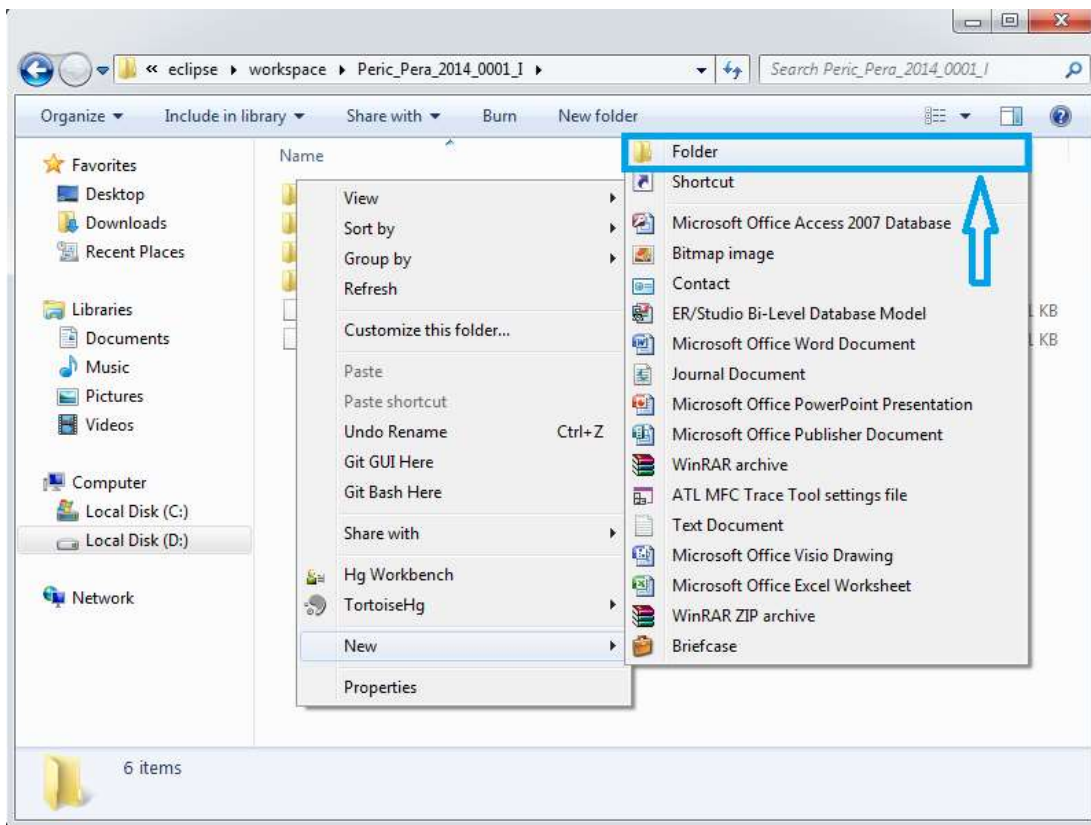 « eclipse workspace Peric_Pera_2014_0001_I
Search Peric_Pera_2014_0001_I
Organize Include in library Share with Burn New folder
Favorites
Desktop
Downloads
Recent Places
Libraries
Documents
Music
Pictures
Videos
Computer
Local Disk (C:)
Local Disk (D:)
Network
Name
View
Sort by
Group by
Refresh
Customize this folder...
Paste
Paste shortcut
Undo Rename Ctrl+Z
Git GUI Here
Git Bash Here
Share with
Hg Workbench
TortoiseHg
New
Properties
Folder
Shortcut
Microsoft Office Access 2007 Database
Bitmap image
Contact
ER/Studio Bi-Level Database Model
Microsoft Office Word Document
Journal Document
Microsoft Office PowerPoint Presentation
Microsoft Office Publisher Document
WinRAR archive
ATL MFC Trace Tool settings file
Text Document
Microsoft Office Visio Drawing
Microsoft Office Excel Worksheet
WinRAR ZIP archive
Briefcase
KB
KB
6 items